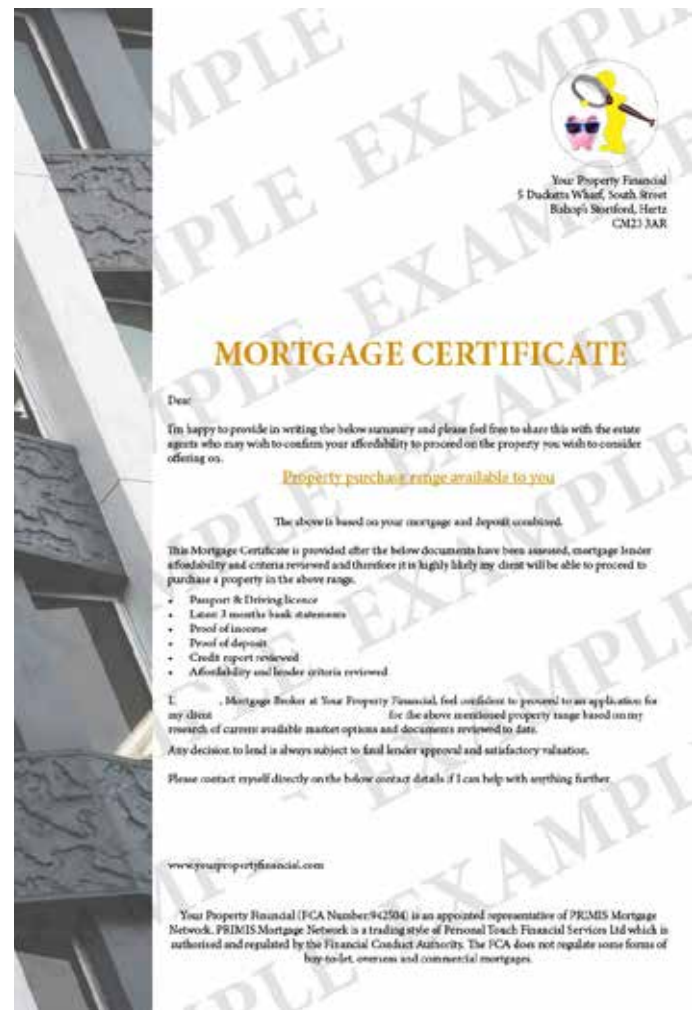 EXAMPLE EXAMPLE
Your Property Financial
5 Ducketts Wharf, South Street
Bishop's Stortford, Hertz
CM23 3AR
MORTGAGE CERTIFICATE
Dear
I'm happy to provide in writing the below summary and please feel free to share this with the estate
agents who may wish to confirm your affordability to proceed on the property you wish to consider
offering on.
Property purchase range available to you
The above is based on your mortgage and deposit combined.
This Mortgage Certificate is provided after the below documents have been assessed, mortgage lender
affordability and criteria reviewed and therefore it is highly likely my client will be able to proceed to
purchase a property in the above range.
• Passport & Driving licence
• Latest 3 months bank statements
• Proof of income
• Proof of deposit
• Credit report reviewed
• Affordability and lender criteria reviewed
I, , Mortgage Broker at Your Property Financial, feel confident to proceed to an application for
my client for the above mentioned property range based on my
research of current available market options and documents reviewed to date.
Any decision to lend is always subject to final lender approval and satisfactory valuation.
Please contact myself directly on the below contact details if I can help with anything further
www.yourpropertyfinancial.com
Your Property Financial (FCA Number:942504) is an appointed representative of PRIMIS Mortgage
Network. PRIMIS Mortgage Network is a trading style of Personal Touch Financial Services Ltd which is
authorised and regulated by the Financial Conduct Authority. The FCA does not regulate some forms of
buy-to-let, overseas and commercial mortgages.